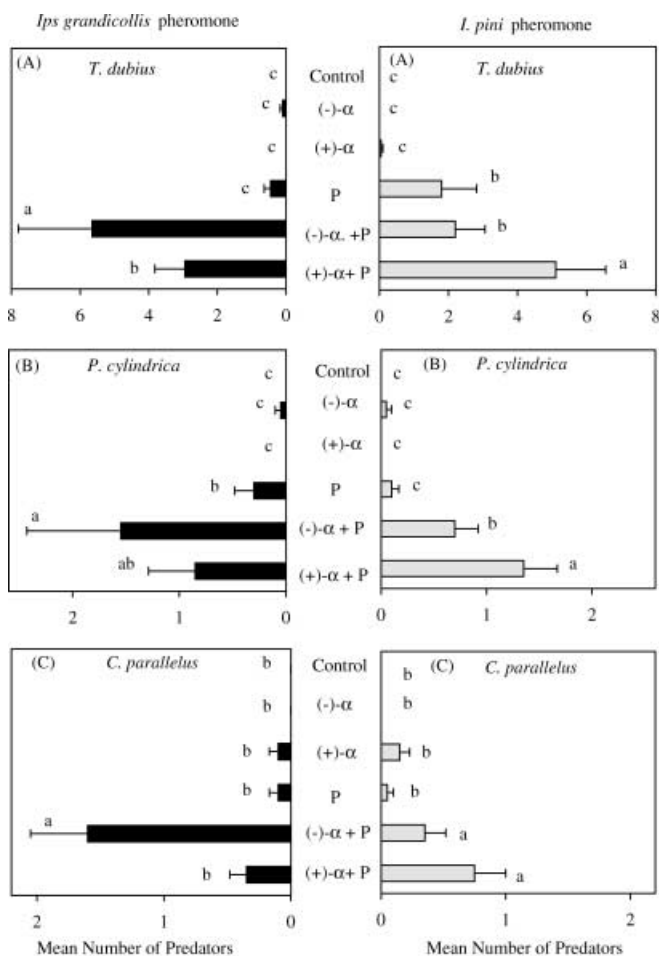 Ips grandicollis pheromone I. pini pheromone
(A) T. dubius c Control c (A) T. dubius
c (-)-α c
c (+)-α c
c P b
a (-)-α. +P b
b (+)-α+ P a
8 6 4 2 0 0 2 4 6 8
(B) P. cylindrica c Control c (B) P. cylindrica
c (-)-α c
c (+)-α c
b P c
a (-)-α + P b
ab (+)-α + P a
2 1 0 0 1 2
(C) C. parallelus b Control b (C) C. parallelus
b (-)-α b
b (+)-α b
b P b
a (-)-α + P a
b (+)-α+ P a
2 1 0 0 1 2
Mean Number of Predators Mean Number of Predators